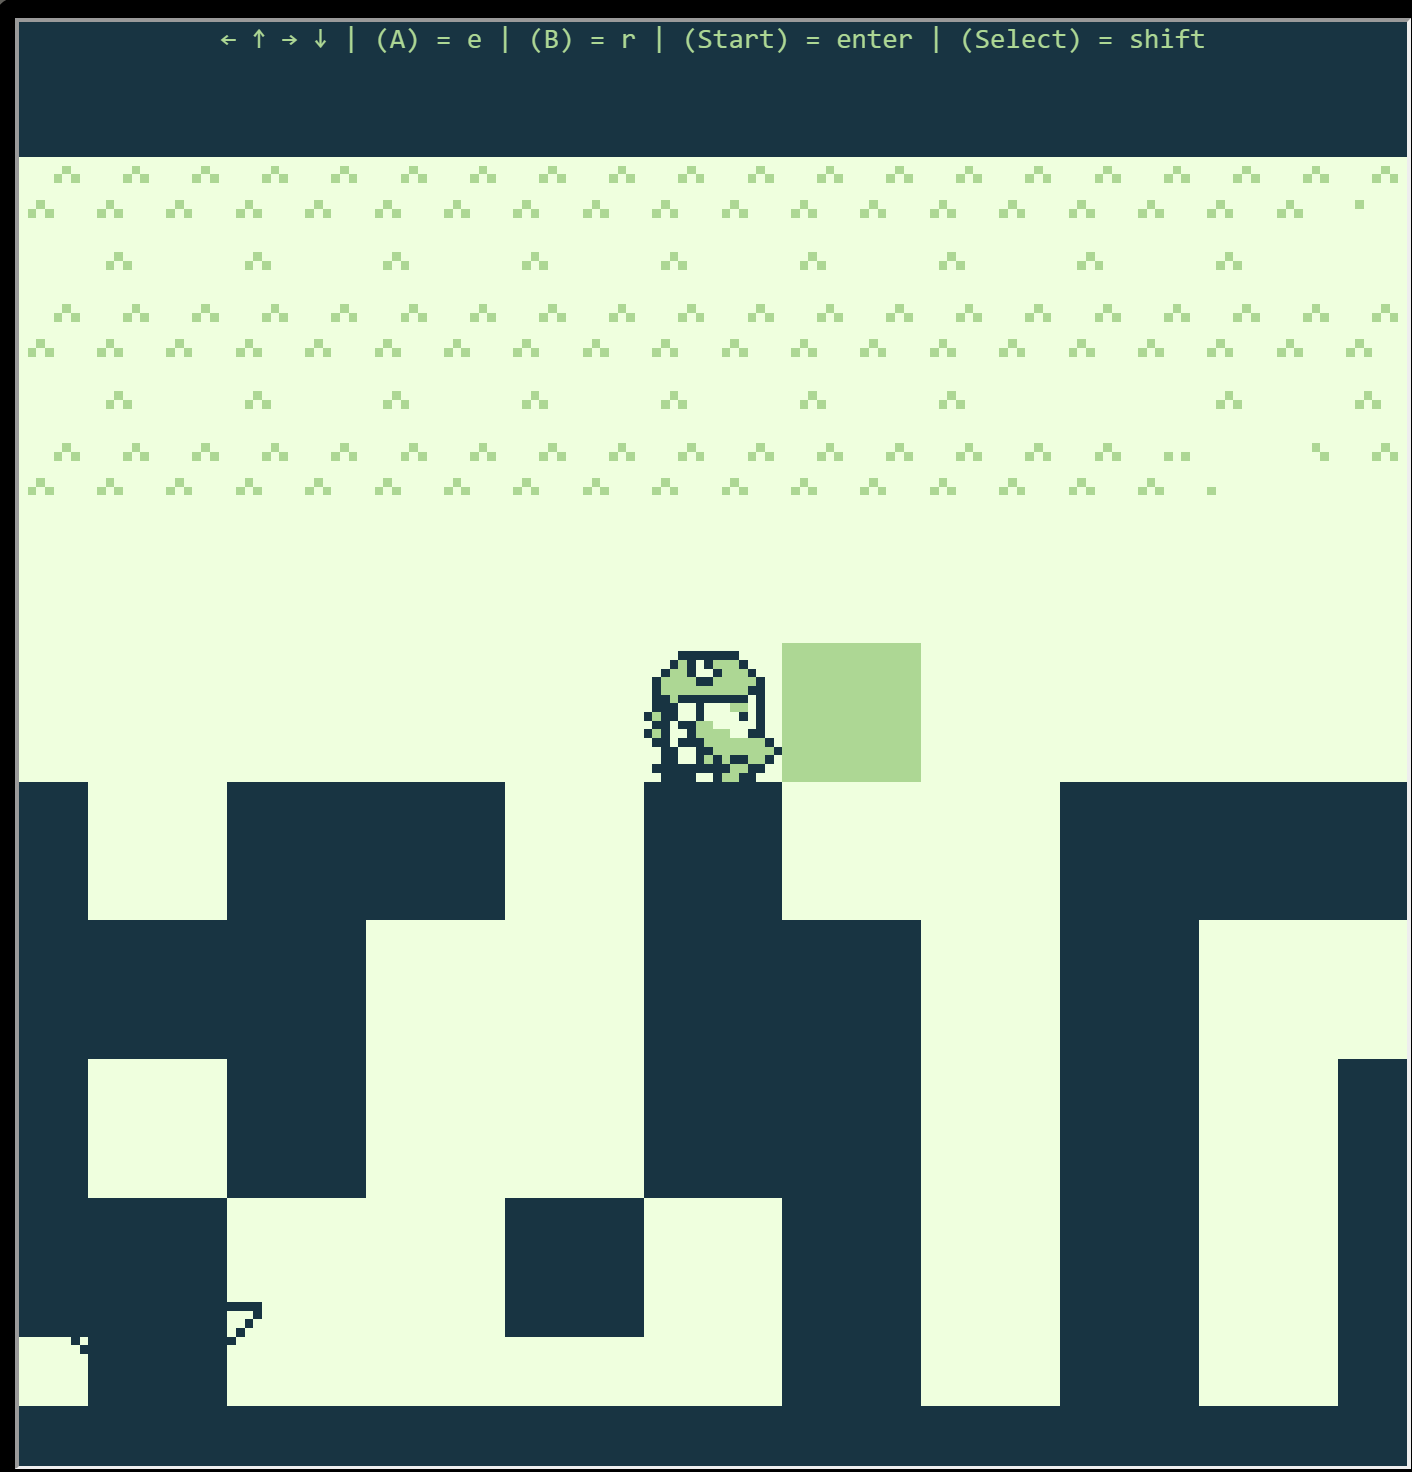 ← ↑ → ↓ | (A) = e | (B) = r | (Start) = enter | (Select) = shift